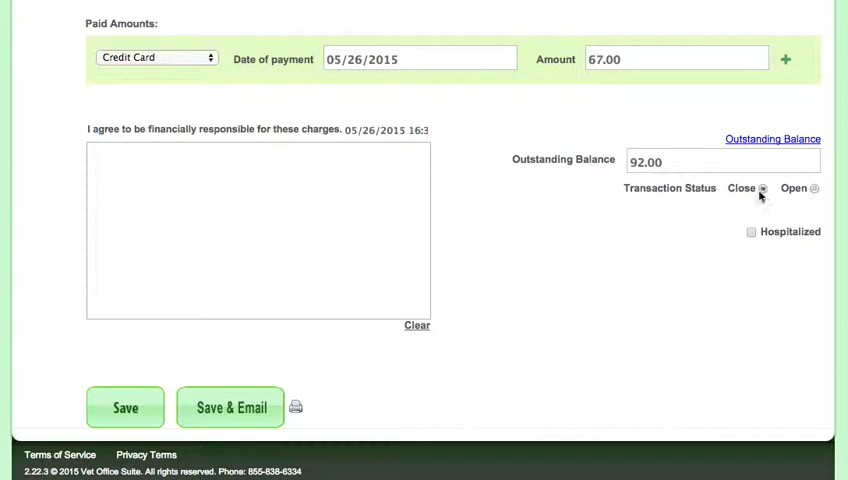 Paid Amounts:
Credit Card Date of payment 05/26/2015 Amount 67.00 +
I agree to be financially responsible for these charges. 05/26/2015 16:3
Outstanding Balance
Outstanding Balance 92.00
Transaction Status Close Open
Hospitalized
Clear
Save Save & Email
Terms of Service Privacy Terms
2.22.3 © 2015 Vet Office Suite. All rights reserved. Phone: 855-838-6334